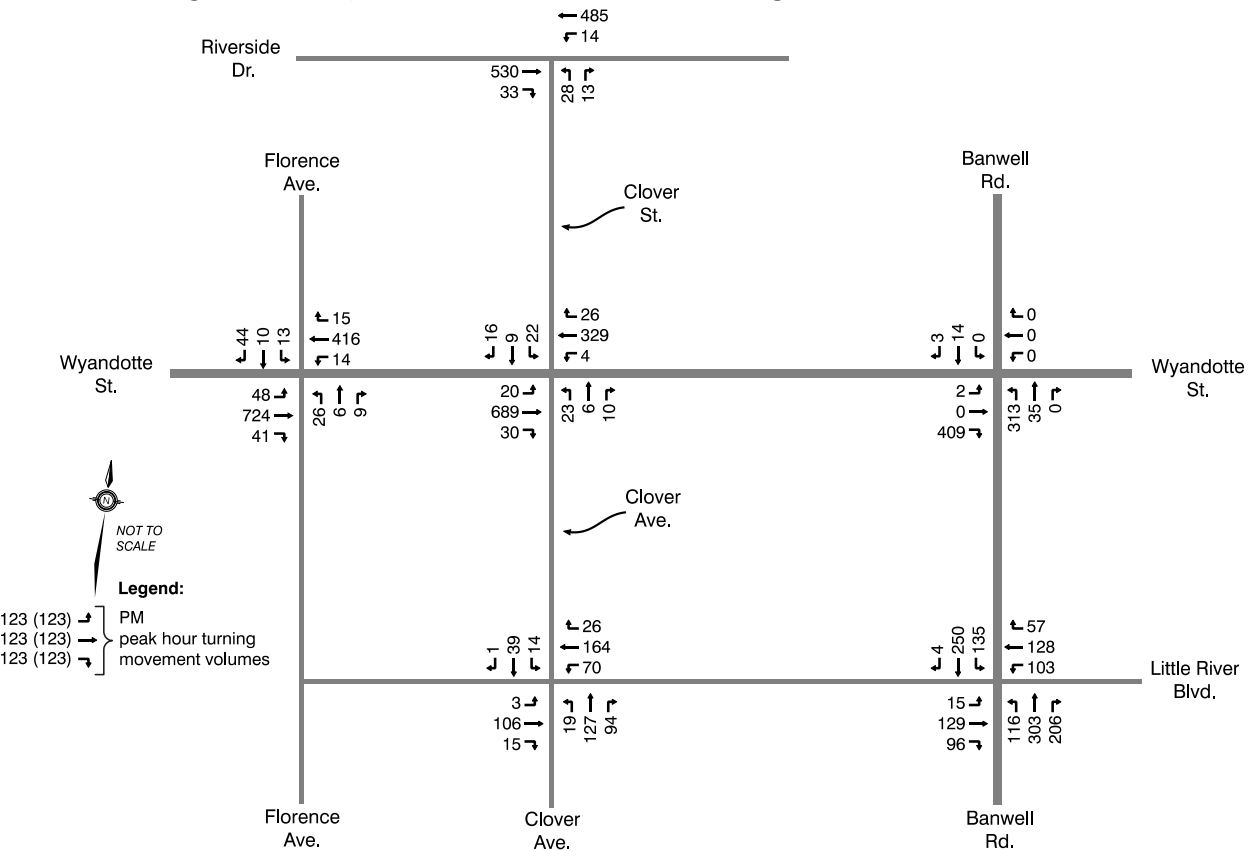 485
14
Riverside
Dr.
530
33
28
13
Florence
Ave.
Banwell
Rd.
Clover
St.
44
10
13
15
416
14
16
9
22
26
329
4
3
14
0
0
0
0
Wyandotte
St.
Wyandotte
St.
48
724
41
26
6
9
20
689
30
23
6
10
2
0
409
313
35
0
N
NOT TO
SCALE
Clover
Ave.
Legend:
123 (123)
123 (123)
123 (123)
PM
peak hour turning
movement volumes
1
39
14
26
164
70
4
250
135
57
128
103
Little River
Blvd.
3
106
15
19
127
94
15
129
96
116
303
206
Florence
Ave.
Clover
Ave.
Banwell
Rd.